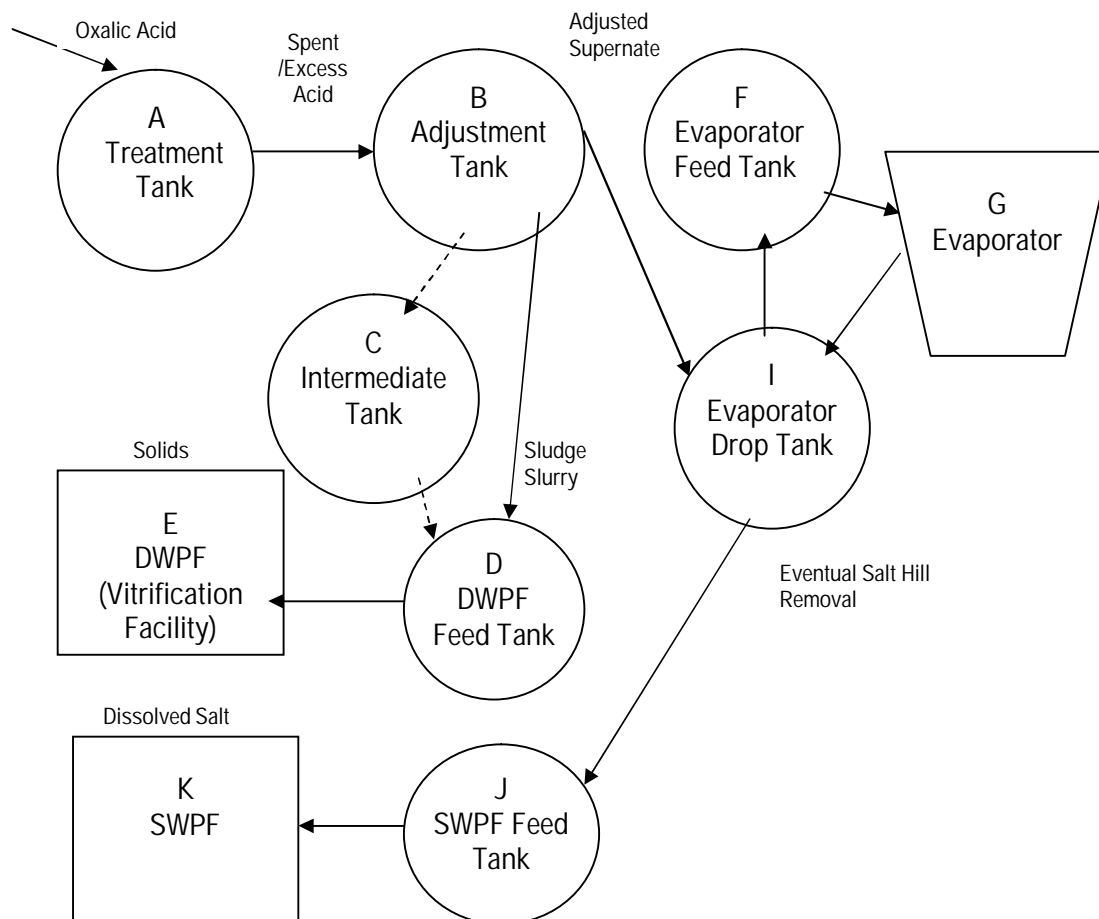 Oxalic Acid
Spent
/Excess
Acid
Adjusted
Supernate
A
Treatment
Tank
B
Adjustment
Tank
F
Evaporator
Feed Tank
G
Evaporator
C
Intermediate
Tank
I
Evaporator
Drop Tank
Solids
Sludge
Slurry
E
DWPF
(Vitrification
Facility)
D
DWPF
Feed Tank
Eventual Salt Hill
Removal
Dissolved Salt
K
SWPF
J
SWPF Feed
Tank